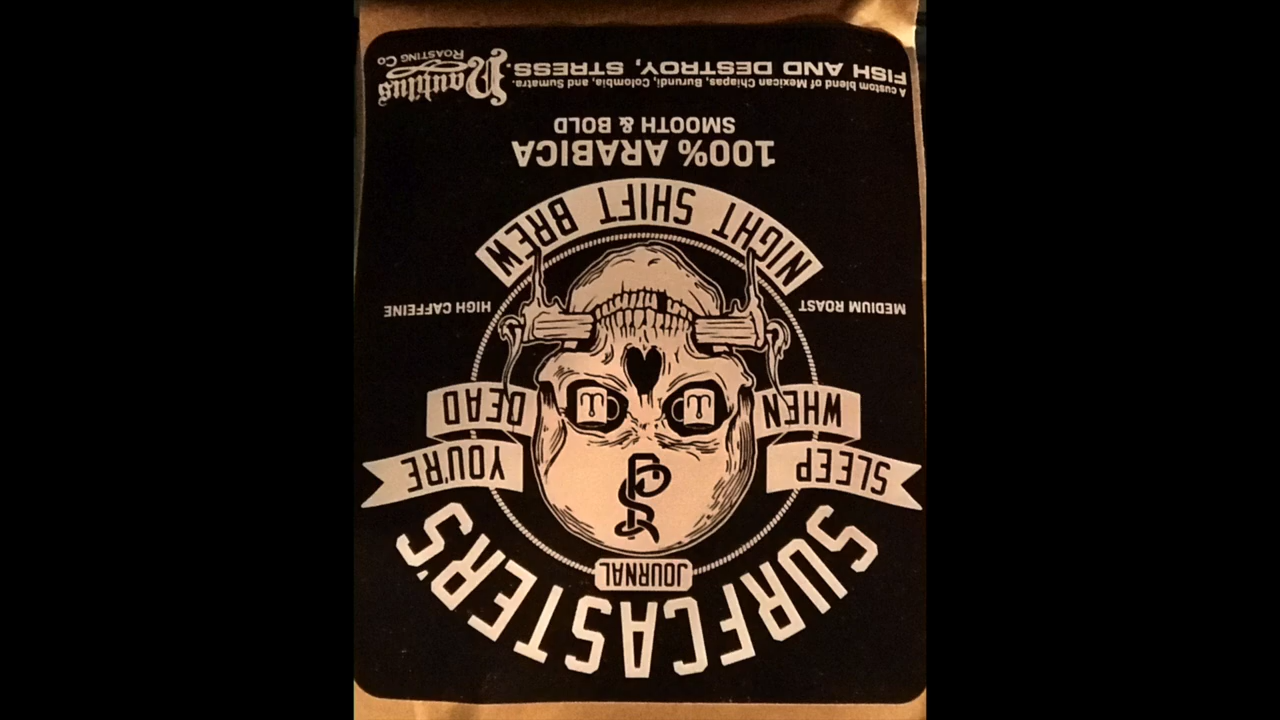 SURFCASTER'S
JOURNAL
SLEEP WHEN YOU'RE DEAD
MEDIUM ROAST
HIGH CAFFEINE
NIGHT SHIFT BREW
100% ARABICA
SMOOTH & BOLD
A custom blend of Mexican Chiapas, Burundi, Colombia, and Sumatra.
FISH AND DESTROY, STRESS.
Nautilus
ROASTING CO